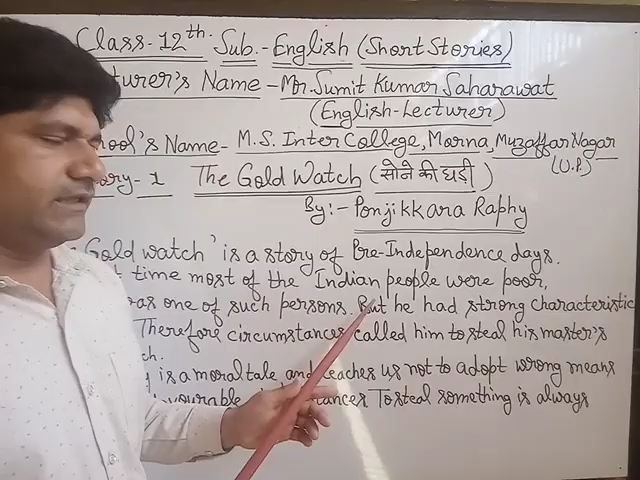 Class-12th. Sub.-English (Short Stories)
turer's Name - Mr. Sumit Kumar Saharawat
(English-Lecturer)
ool's Name- M.S. Inter College, Morna, Muzaffar Nagar
(U.P.)
ory-1 The Gold Watch (सोने की घड़ी)
By:- Ponjikkara Raphy
Gold watch' is a story of Pre-Independence days.
t time most of the Indian people were poor,
as one of such persons. But he had strong characteristic
Therefore circumstances called him to steal his master's
ch.
is a moral tale and teaches us not to adopt wrong means
vourable To steal something is always